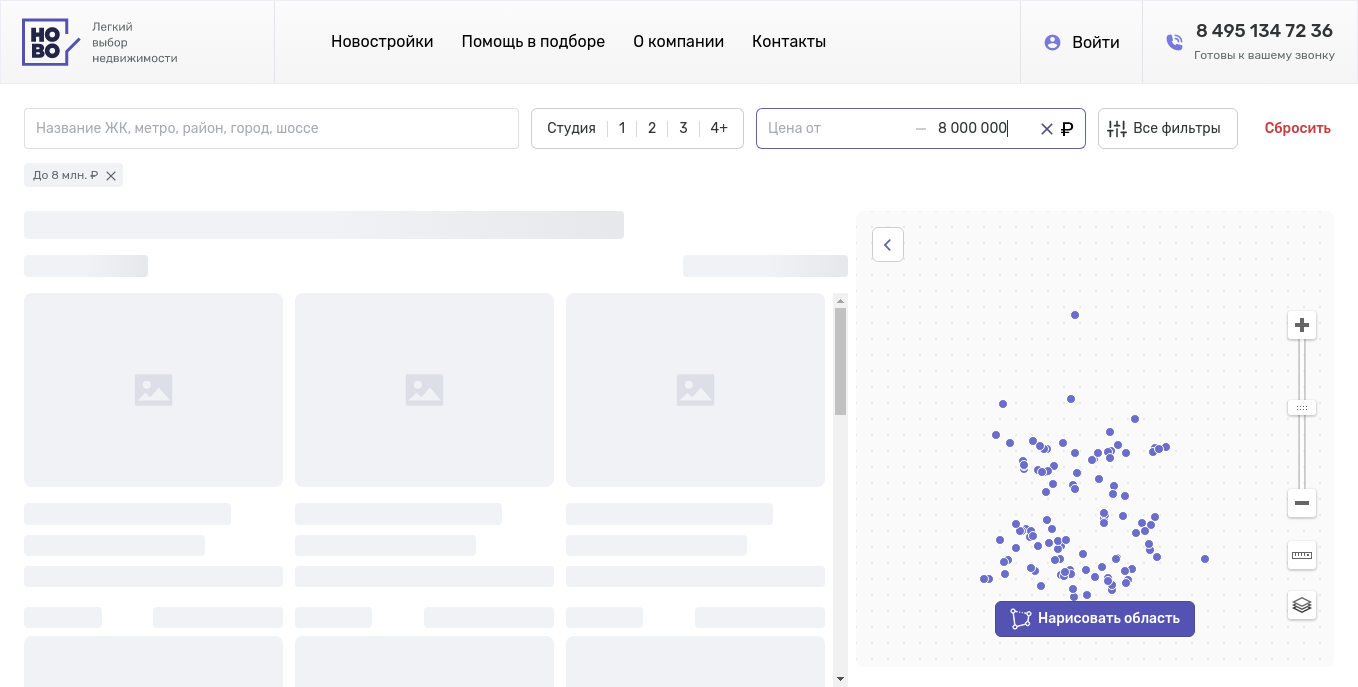 НО
ВО
Легкий
выбор
недвижимости
Новостройки
Помощь в подборе
О компании
Контакты
Войти
8 495 134 72 36
Готовы к вашему звонку
Название ЖК, метро, район, город, шоссе
Студия 1 2 3 4+
Цена от — 8 000 000 ₽
Все фильтры
Сбросить
До 8 млн. ₽
Нарисовать область